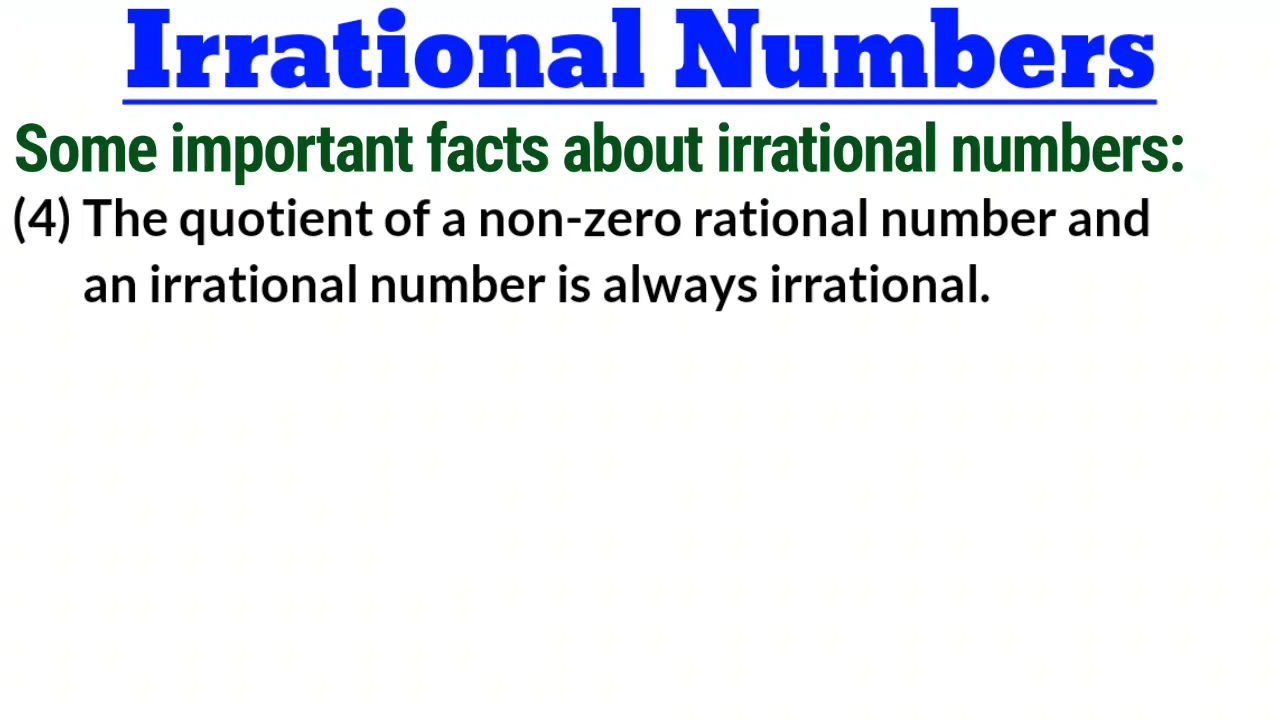 Irrational Numbers
Some important facts about irrational numbers:
(4) The quotient of a non-zero rational number and
an irrational number is always irrational.